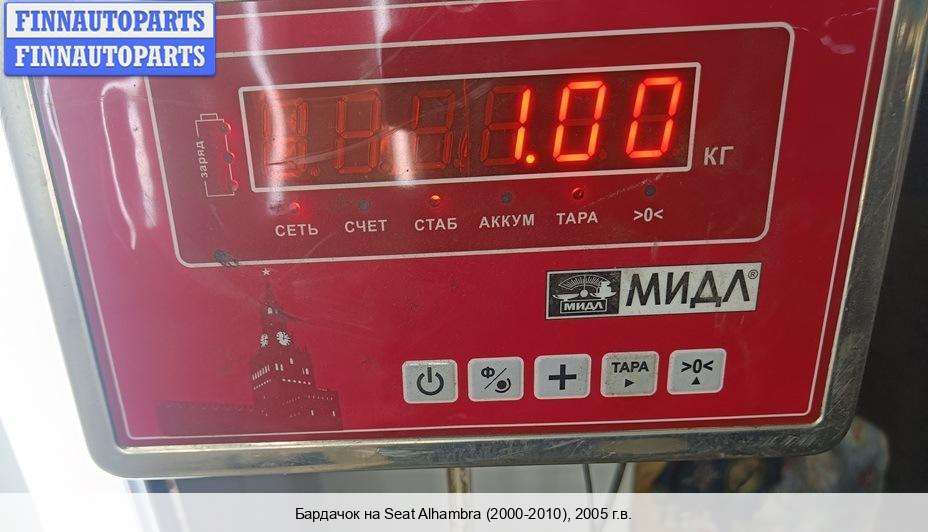 FINNAUTOPARTS
FINNAUTOPARTS
заряд
1.00
КГ
СЕТЬ СЧЕТ СТАБ АККУМ ТАРА >0<
МИДЛ
МИДЛ®
Ф ТАРА >0<
Бардачок на Seat Alhambra (2000-2010), 2005 г.в.